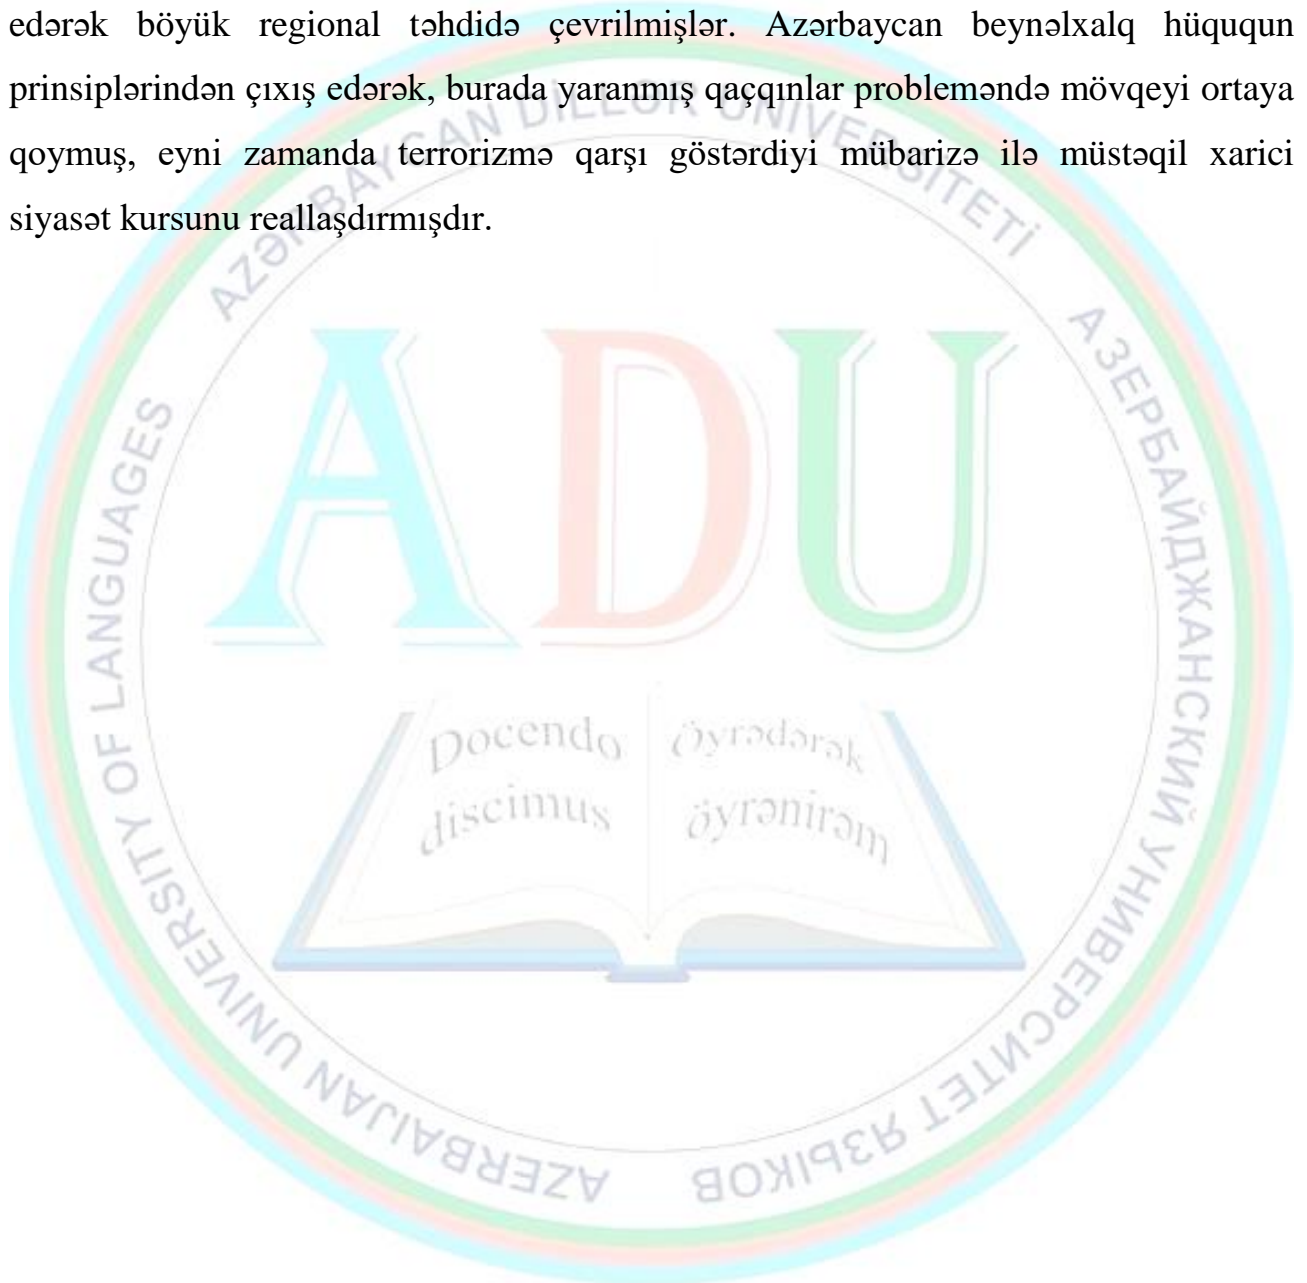 edərək böyük regional təhdidə çevrilmişlər. Azərbaycan beynəlxalq hüququn
prinsiplərindən çıxış edərək, burada yaranmış qaçqınlar probleməndə mövqeyi ortaya
qoymuş, eyni zamanda terrorizmə qarşı göstərdiyi mübarizə ilə müstəqil xarici
siyasət kursunu reallaşdırmışdır.
AZƏRBAYCAN DİLLƏR UNİVERSİTETİ
АЗЕРБАЙДЖАНСКИЙ УНИВЕРСИТЕТ ЯЗЫКОВ
AZERBAIJAN UNIVERSITY OF LANGUAGES
ADU
Docendo
discimus
Öyrədərək
öyrənirəm